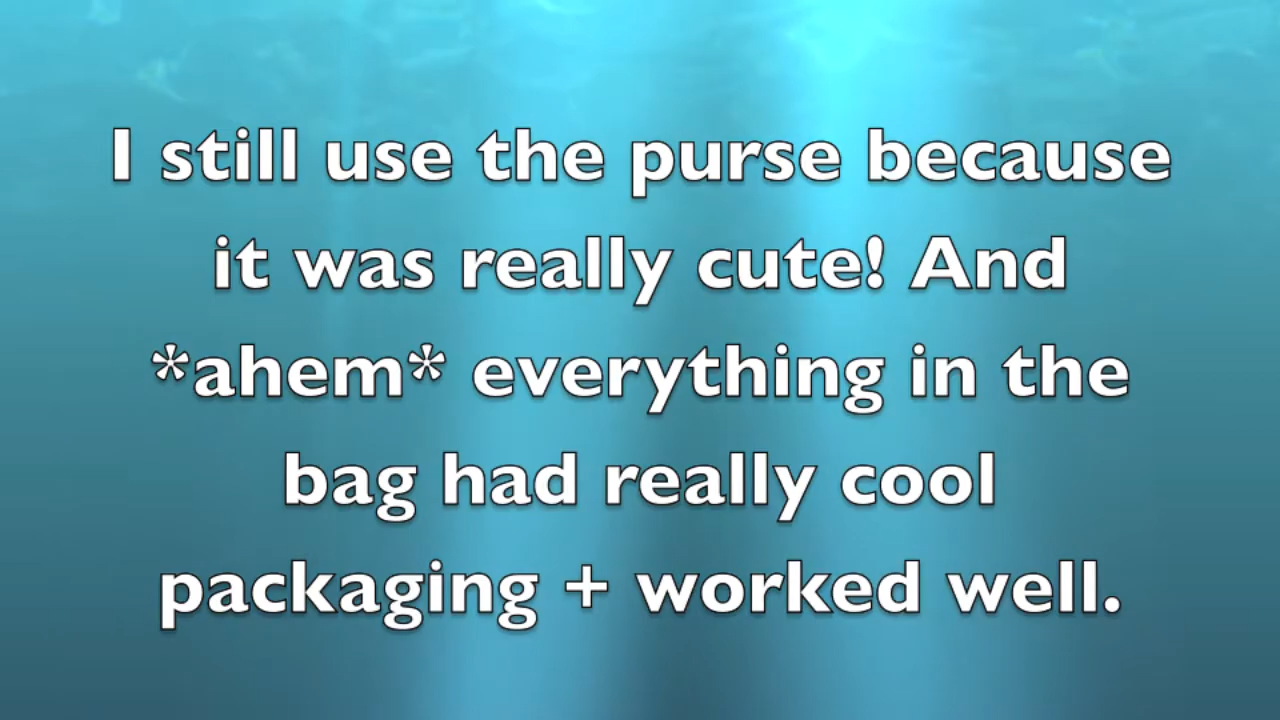 I still use the purse because
it was really cute! And
*ahem* everything in the
bag had really cool
packaging + worked well.